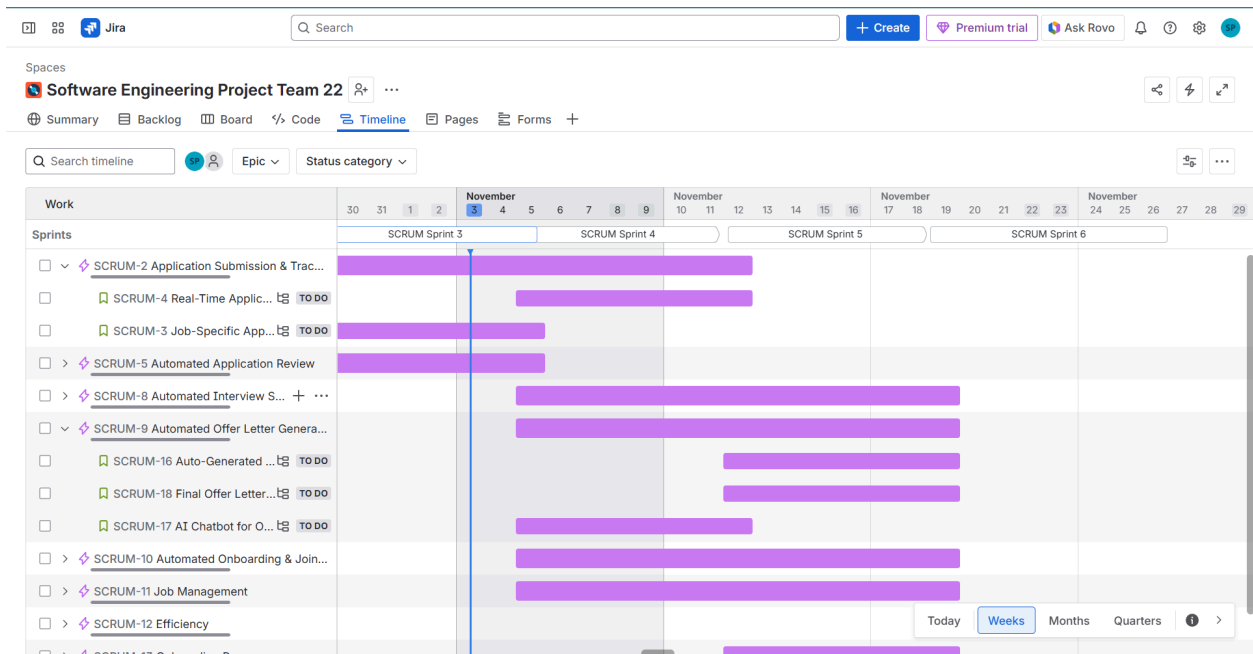 Jira
Search
+ Create
Premium trial
Ask Rovo
SP
Spaces
Software Engineering Project Team 22
Summary Backlog Board Code Timeline Pages Forms
Search timeline
SP
Epic
Status category
Work
November November November November
30 31 1 2 3 4 5 6 7 8 9 10 11 12 13 14 15 16 17 18 19 20 21 22 23 24 25 26 27 28 29
Sprints
SCRUM Sprint 3 SCRUM Sprint 4 SCRUM Sprint 5 SCRUM Sprint 6
SCRUM-2 Application Submission & Trac...
SCRUM-4 Real-Time Applic... TO DO
SCRUM-3 Job-Specific App... TO DO
SCRUM-5 Automated Application Review
SCRUM-8 Automated Interview S...
SCRUM-9 Automated Offer Letter Genera...
SCRUM-16 Auto-Generated ... TO DO
SCRUM-18 Final Offer Letter... TO DO
SCRUM-17 AI Chatbot for O... TO DO
SCRUM-10 Automated Onboarding & Join...
SCRUM-11 Job Management
SCRUM-12 Efficiency
Today Weeks Months Quarters